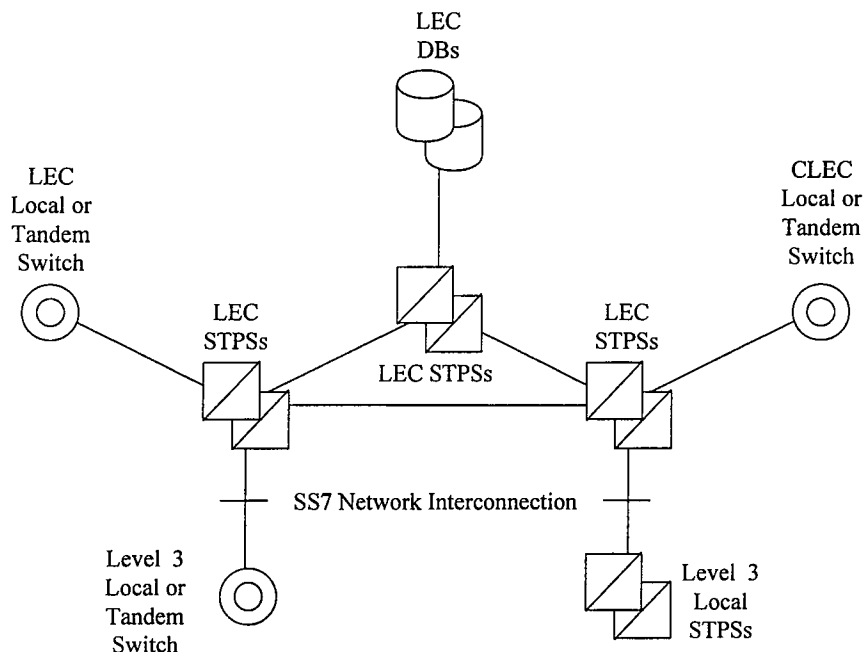 LEC
DBs
LEC
Local or
Tandem
Switch
CLEC
Local or
Tandem
Switch
LEC
STPSs
LEC STPSs
LEC
STPSs
SS7 Network Interconnection
Level 3
Local or
Tandem
Switch
Level 3
Local
STPSs